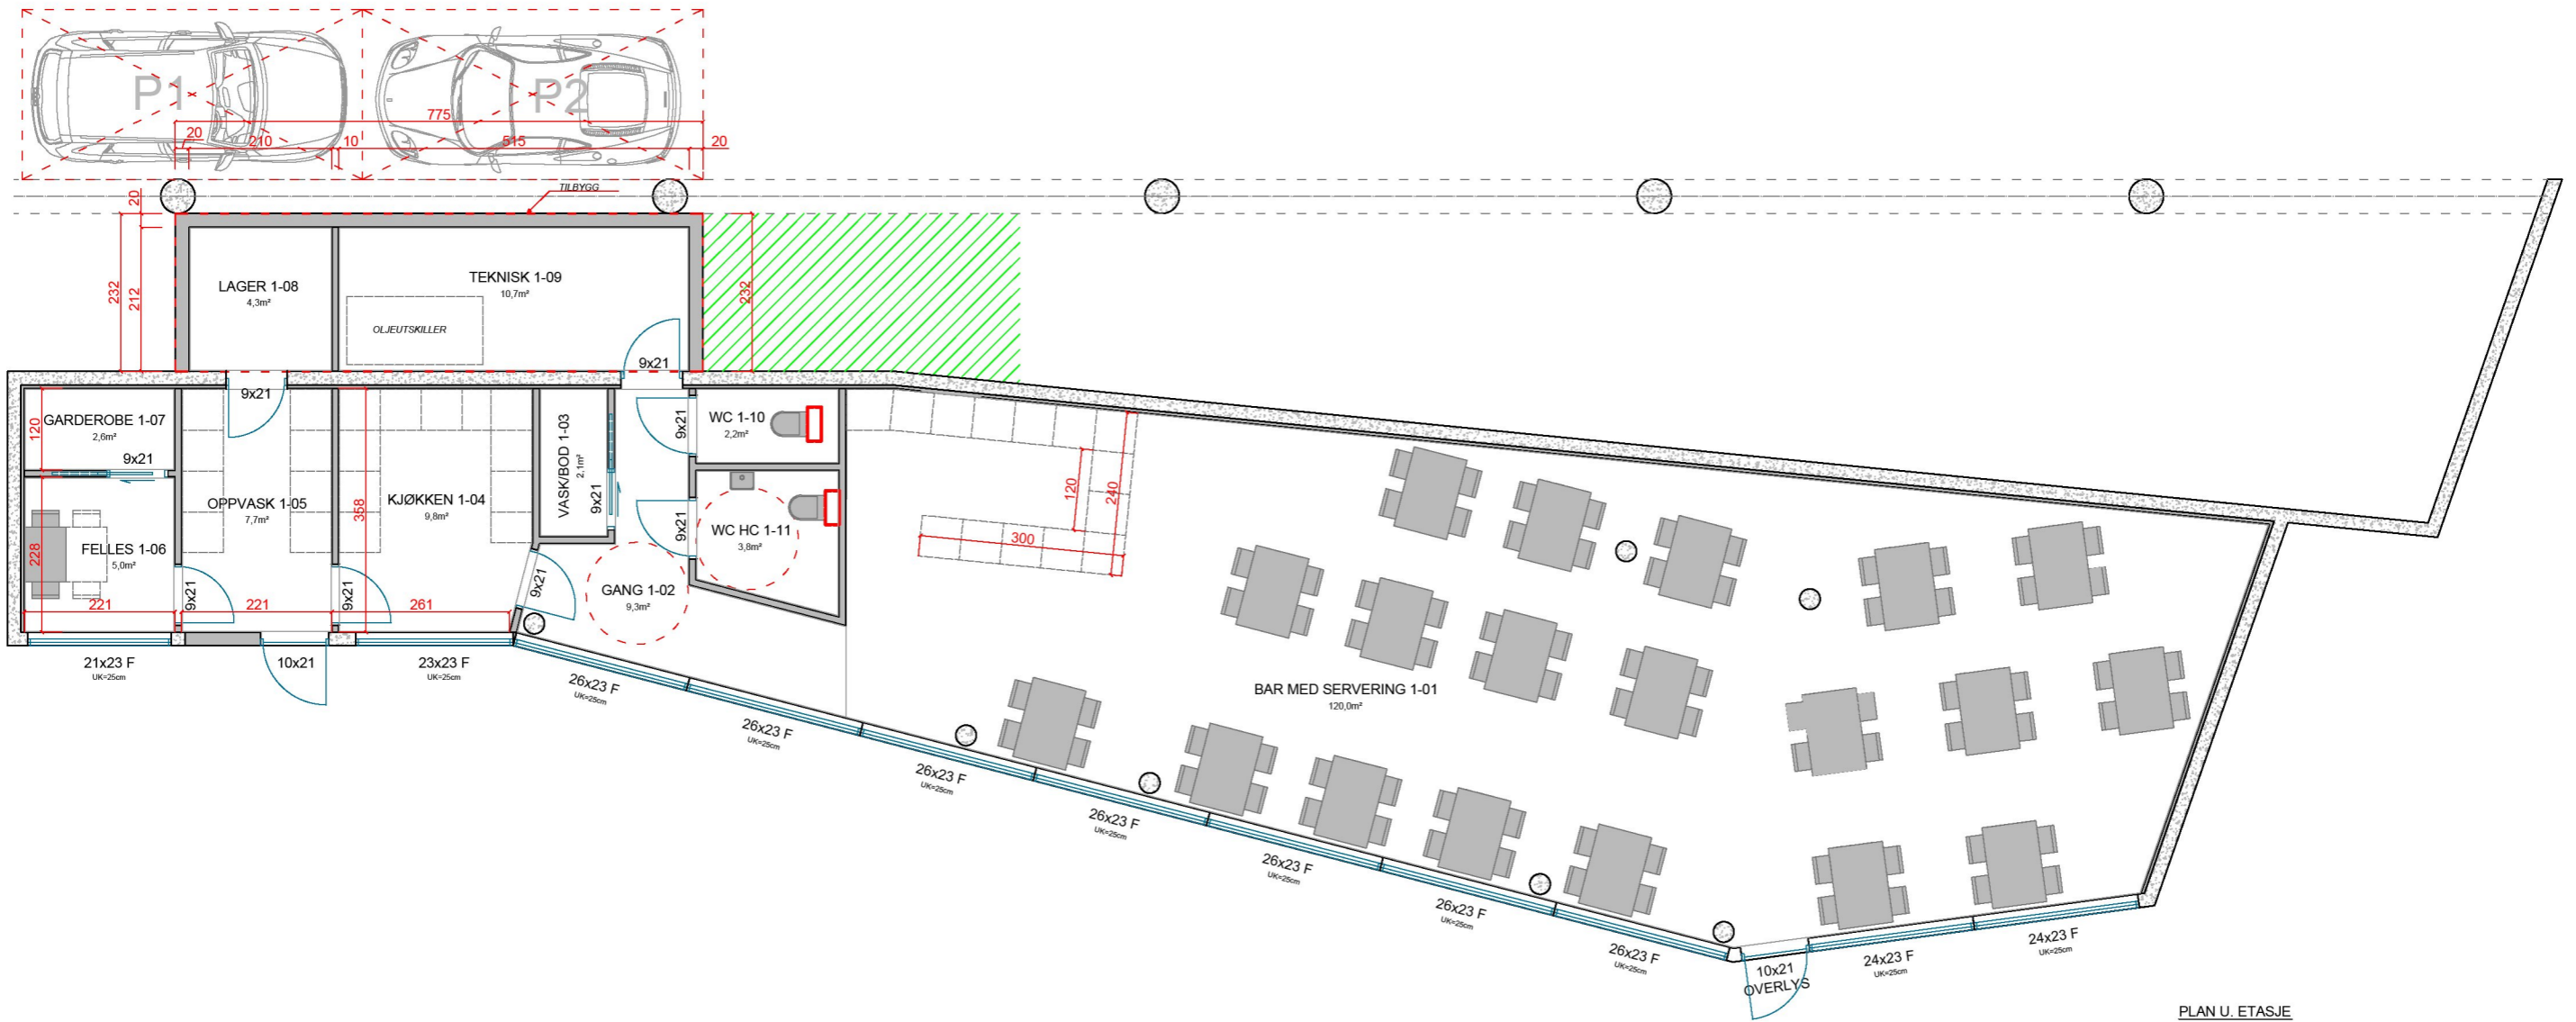 P1
P2
775
20
210
10
515
20
TILBYGG
20
232
212
232
LAGER 1-08
4,3m²
TEKNISK 1-09
10,7m²
OLJEUTSKILLER
9x21
9x21
GARDEROBE 1-07
2,6m²
120
9x21
FELLES 1-06
5,0m²
228
221
OPPVASK 1-05
7,7m²
9x21
221
KJØKKEN 1-04
9,8m²
358
9x21
261
VASK/BOD 1-03
2,1m²
9x21
9x21
GANG 1-02
9,3m²
WC 1-10
2,2m²
9x21
WC HC 1-11
3,8m²
9x21
120
240
300
BAR MED SERVERING 1-01
120,0m²
21x23 F
UK=25cm
10x21
23x23 F
UK=25cm
26x23 F
UK=25cm
26x23 F
UK=25cm
26x23 F
UK=25cm
26x23 F
UK=25cm
26x23 F
UK=25cm
26x23 F
UK=25cm
26x23 F
UK=25cm
10x21
OVERLYS
24x23 F
UK=25cm
24x23 F
UK=25cm
PLAN U. ETASJE